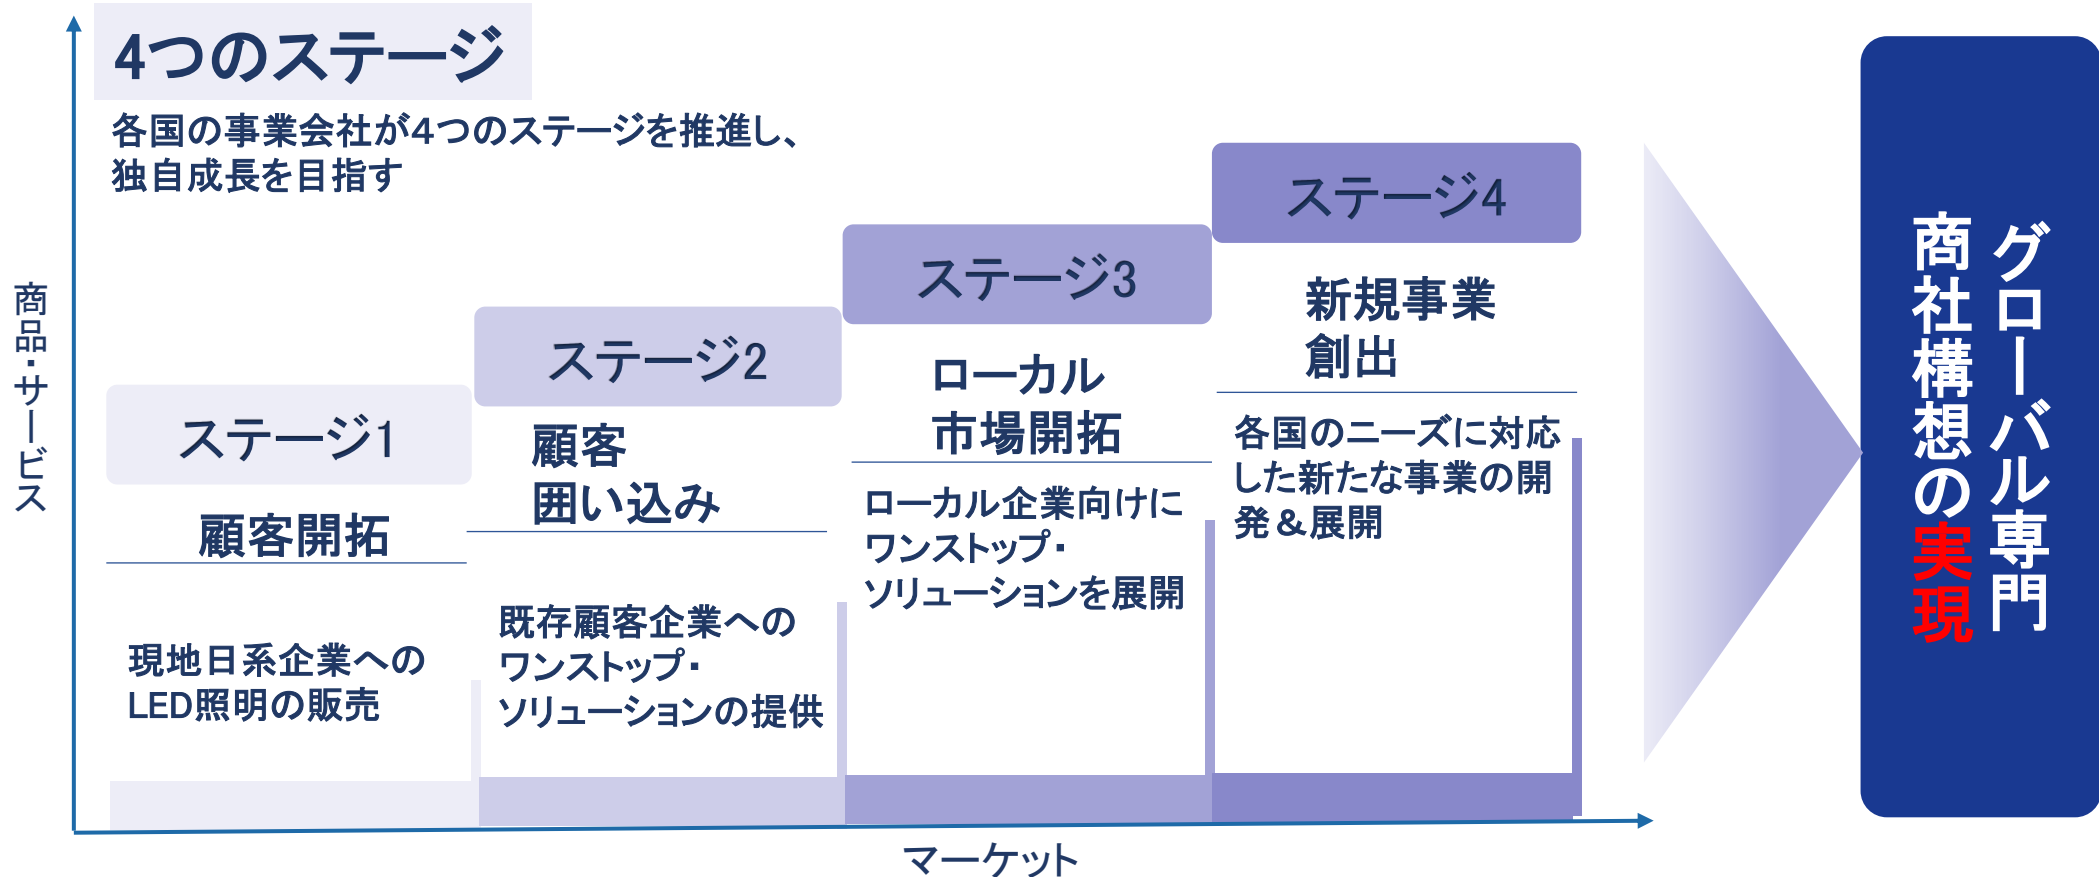 4つのステージ
各国の事業会社が4つのステージを推進し、
独自成長を目指す
商品・サービス
ステージ1
顧客開拓
現地日系企業への
LED照明の販売
ステージ2
顧客
囲い込み
既存顧客企業への
ワンストップ・
ソリューションの提供
ステージ3
ローカル
市場開拓
ローカル企業向けに
ワンストップ・
ソリューションを展開
ステージ4
新規事業
創出
各国のニーズに対応
した新たな事業の開
発＆展開
マーケット
グローバル専門
商社構想の実現